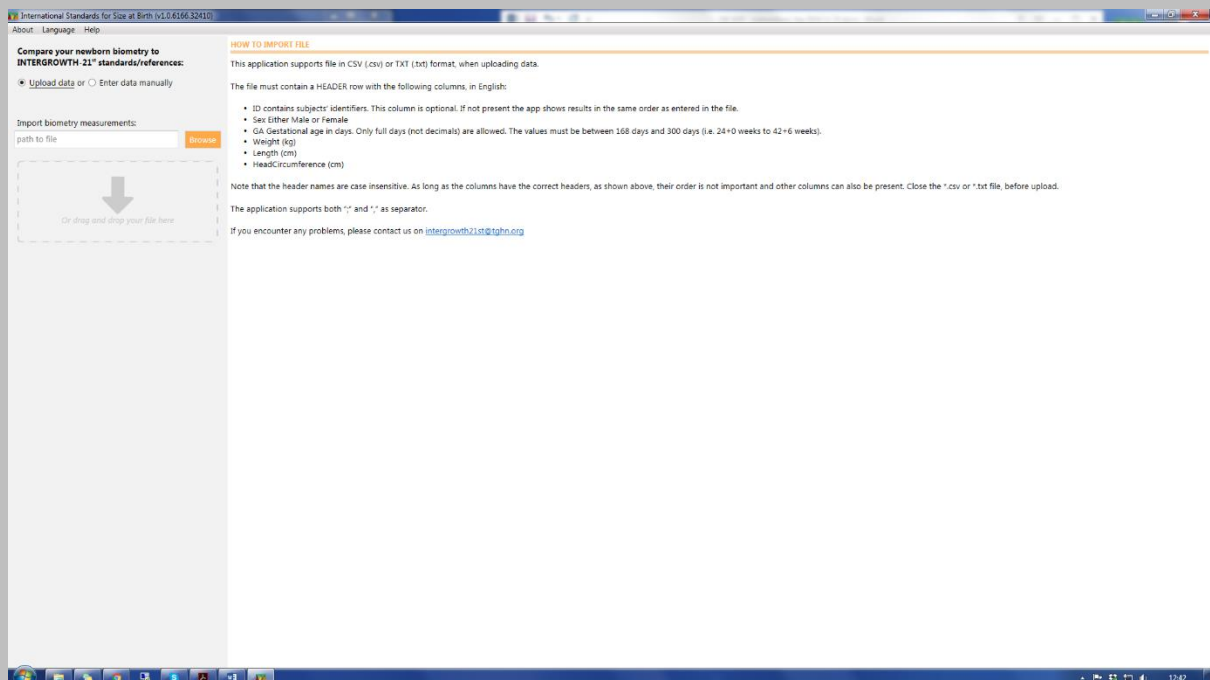 International Standards for Size at Birth (v1.0.6166.32410)
About Language Help
Compare your newborn biometry to
INTERGROWTH-21st standards/references:
Upload data or Enter data manually
Import biometry measurements:
path to file
Browse
Or drag and drop your file here
HOW TO IMPORT FILE
This application supports file in CSV (.csv) or TXT (.txt) format, when uploading data.
The file must contain a HEADER row with the following columns, in English:
• ID contains subjects' identifiers. This column is optional. If not present the app shows results in the same order as entered in the file.
• Sex Either Male or Female
• GA Gestational age in days. Only full days (not decimals) are allowed. The values must be between 168 days and 300 days (i.e. 24+0 weeks to 42+6 weeks).
• Weight (kg)
• Length (cm)
• HeadCircumference (cm)
Note that the header names are case insensitive. As long as the columns have the correct headers, as shown above, their order is not important and other columns can also be present. Close the *.csv or *.txt file, before upload.
The application supports both ";" and "," as separator.
If you encounter any problems, please contact us on intergrowth21st@tghn.org
12:42